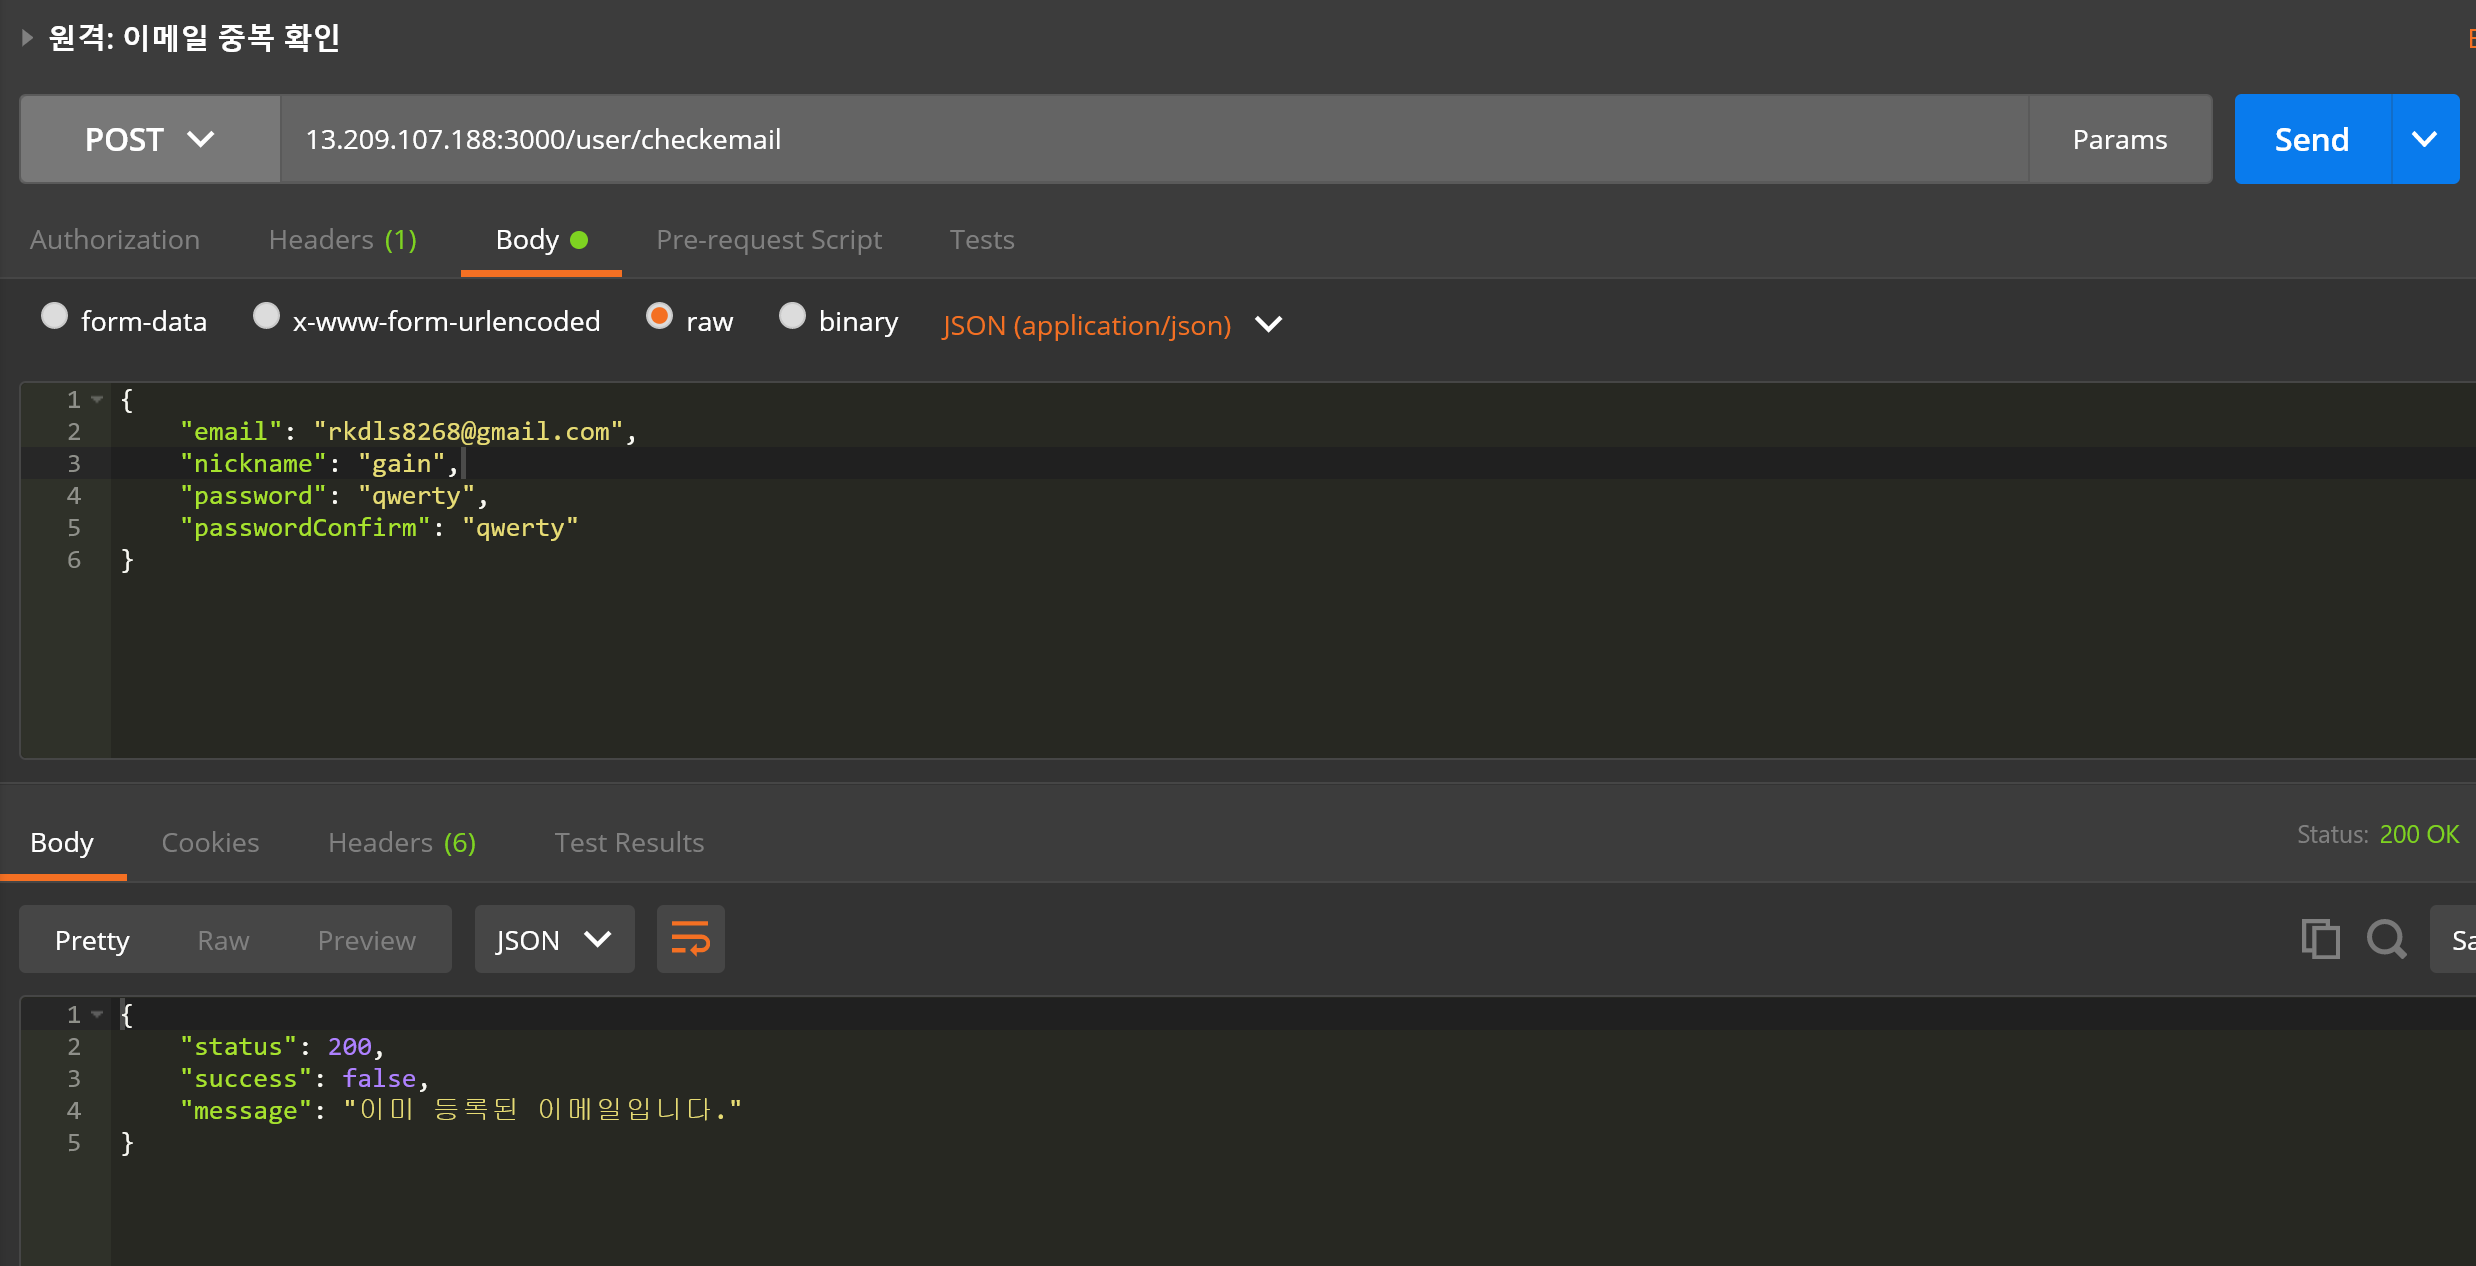 원격: 이메일 중복 확인
POST 13.209.107.188:3000/user/checkemail Params Send
Authorization Headers (1) Body Pre-request Script Tests
form-data x-www-form-urlencoded raw binary JSON (application/json)
1 {
2 "email": "rkdls8268@gmail.com",
3 "nickname": "gain",
4 "password": "qwerty",
5 "passwordConfirm": "qwerty"
6 }
Body Cookies Headers (6) Test Results Status: 200 OK
Pretty Raw Preview JSON
1 {
2 "status": 200,
3 "success": false,
4 "message": "이미 등록된 이메일입니다."
5 }